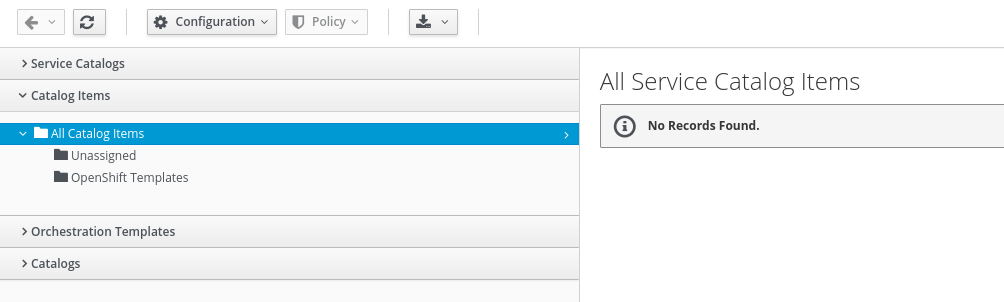 Configuration
Policy
Service Catalogs
Catalog Items
All Catalog Items
Unassigned
OpenShift Templates
Orchestration Templates
Catalogs
All Service Catalog Items
No Records Found.